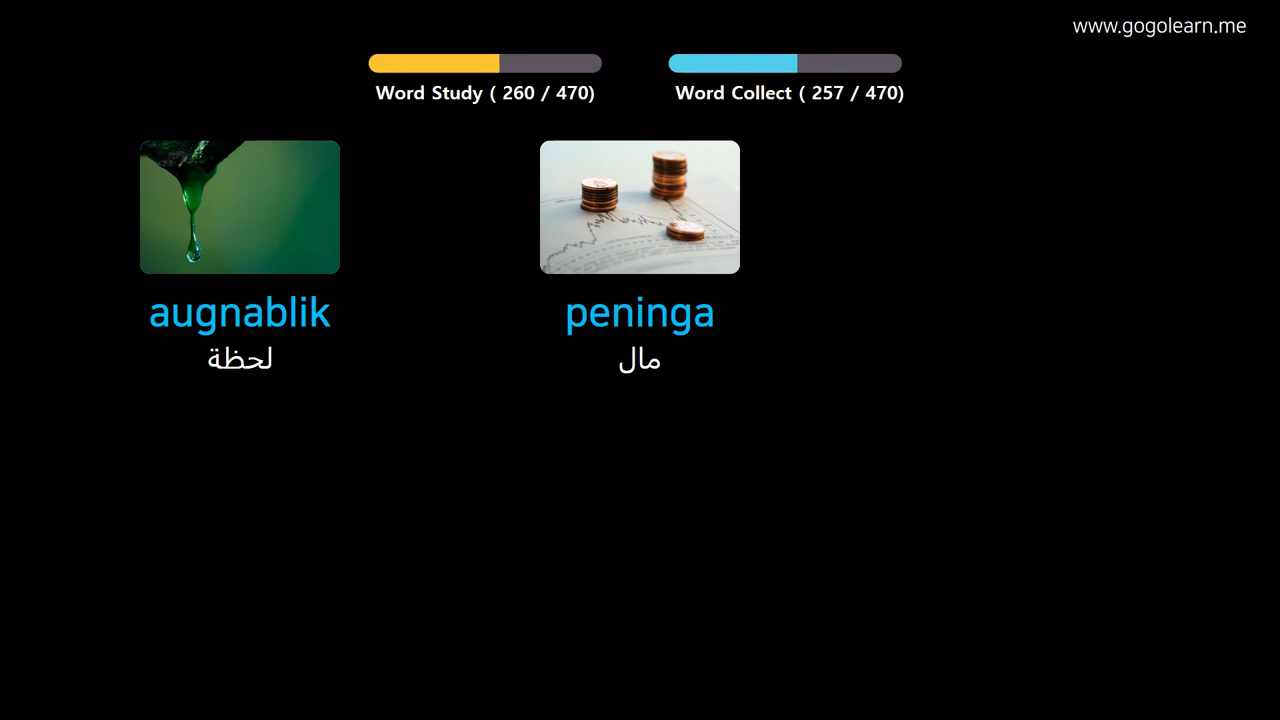 www.gogolearn.me
Word Study ( 260 / 470)
Word Collect ( 257 / 470)
augnablik
لحظة
peninga
مال